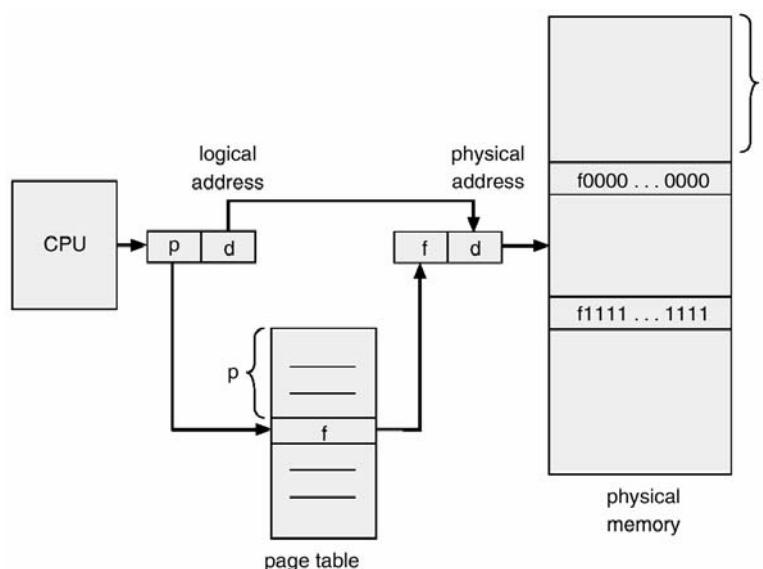 logical
address
physical
address
f0000 . . . 0000
CPU
p
d
f
d
f1111 . . . 1111
p
f
physical
memory
page table